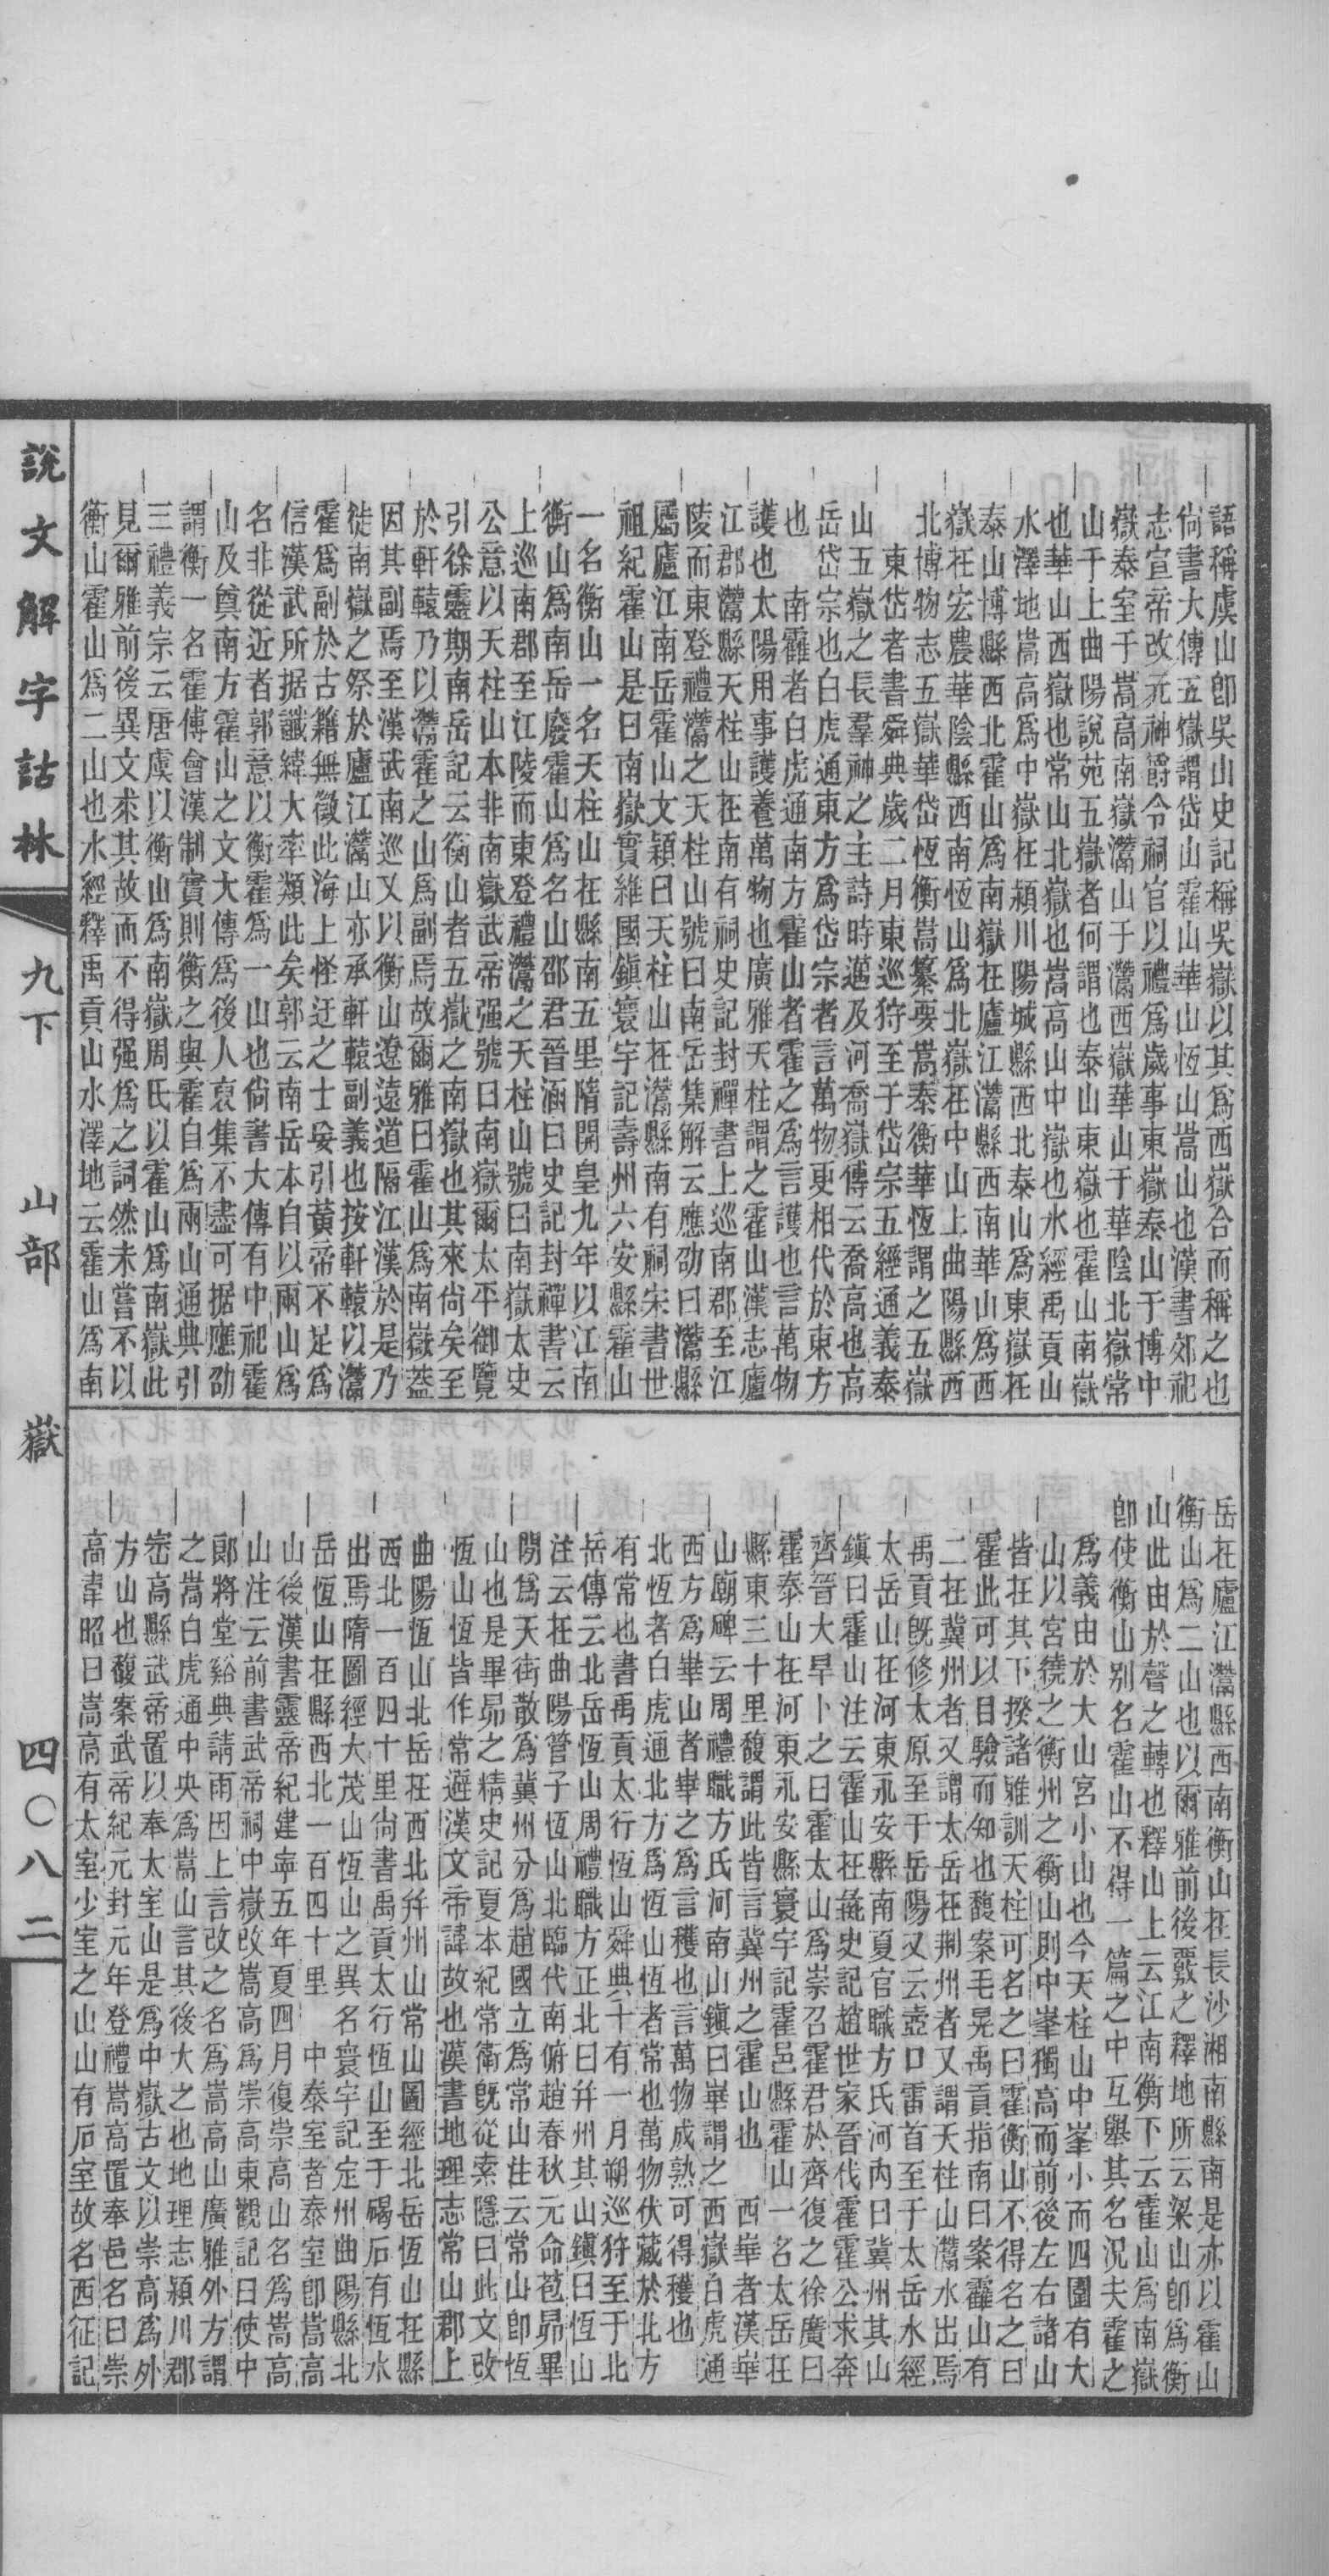 語稱虞山卽吳山史記稱吳嶽以其爲西嶽合而稱之也
尙書大傳五嶽謂岱山霍山華山恆山嵩山也漢書郊祀
志宣帝改元神爵令祠官以禮爲歲事東嶽泰山于博中
嶽泰室于嵩高南嶽灊山于灊西嶽華山于華陰北嶽常
山于上曲陽說苑五嶽者何謂也泰山東嶽也霍山南嶽
也華山西嶽也常山北嶽也嵩高山中嶽也水經禹貢山
水澤地嵩高爲中嶽在潁川陽城縣西北泰山爲東嶽在
泰山博縣西北霍山爲南嶽在廬江灊縣西南華山爲西
嶽在宏農華陰縣西南恆山爲北嶽在中山上曲陽縣西
北博物志五嶽華岱恆衡嵩纂要嵩泰衡華恆謂之五嶽
東岱者書舜典歲二月東巡狩至于岱宗五經通義泰
山五嶽之長羣神之主詩時邁及河喬嶽傳云喬高也高
岳岱宗也白虎通東方爲岱宗者言萬物更相代於東方
也　南霍者白虎通南方霍山者霍之爲言護也言萬物
護也太陽用事護養萬物也廣雅天柱謂之霍山漢志廬
江郡灊縣天柱山在南有祠史記封禪書上巡南郡至江
陵而東登禮灊之天柱山號曰南岳集解云應劭曰灊縣
屬廬江南岳霍山文穎曰天柱山在灊縣南有祠宋書世
祖紀霍山是曰南嶽實維國鎭寰宇記壽州六安縣霍山
一名衡山一名天柱山在縣南五里隋開皇九年以江南
衡山爲南岳廢霍山爲名山邵君晉涵曰史記封禪書云
上巡南郡至江陵而東登禮灊之天柱山號曰南嶽太史
公意以天柱山本非南嶽武帝强號曰南嶽爾太平御覽
引徐靈期南岳記云衡山者五嶽之南嶽也其來尙矣至
於軒轅乃以灊霍之山爲副焉故爾雅曰霍山爲南嶽葢
因其副焉至漢武南巡又以衡山遼遠道隔江漢於是乃
徙南嶽之祭於廬江灊山亦承軒轅副義也按軒轅以灊
霍爲副於古籍無徵此海上怪迂之士妄引黃帝不足爲
信漢武所据讖緯大率類此矣郭云南岳本自以兩山爲
名非從近者郭意以衡霍爲一山也尙書大傳有中祀霍
山及奠南方霍山之文大傳爲後人裒集不盡可据應劭
謂衡一名霍傅會漢制實則衡之與霍自爲兩山通典引
三禮義宗云唐虞以衡山爲南嶽周氏以霍山爲南嶽此
見爾雅前後異文求其故而不得强爲之詞然未嘗不以
衡山霍山爲二山也水經釋禹貢山水澤地云霍山爲南
岳在廬江灊縣西南衡山在長沙湘南縣南是亦以霍山
衡山爲二山也以爾雅前後覈之釋地所云梁山卽爲衡
山此由於聲之轉也釋山上云江南衡下云霍山爲南嶽
卽使衡山別名霍山不得一篇之中互舉其名況夫霍之
爲義由於大山宮小山也今天柱山中峯小而四圍有大
山以宮繞之衡州之衡山則中峯獨高而前後左右諸山
皆在其下揆諸雅訓天柱可名之曰霍衡山不得名之曰
霍此可以目驗而知也馥案毛晃禹貢指南曰案霍山有
二在冀州者又謂太岳在荆州者又謂天柱山灊水出焉
禹貢旣修太原至于岳陽又云壺口雷首至于太岳水經
太岳山在河東永安縣南夏官職方氏河內曰冀州其山
鎭曰霍山注云霍山在彘史記趙世家晉代霍霍公求奔
齊晉大旱卜之曰霍太山爲崇召霍君於齊復之徐廣曰
霍泰山在河東永安縣寰宇記霍邑縣霍山一名太岳在
縣東三十里馥謂此皆言冀州之霍山也　西華者漢華
山廟碑云周禮職方氏河南山鎭曰華謂之西嶽白虎通
西方爲華山者華之爲言穫也言萬物成熟可得穫也
北恆者白虎通北方爲恆山恆者常也萬物伏藏於北方
有常也書禹貢太行恆山舜典十有一月朔巡狩至于北
岳傳云北岳恆山周禮職方正北曰幷州其山鎭曰恆山
注云在曲陽管子恆山北臨代南俯趙春秋元命苞昴畢
閒爲天街散爲冀州分爲趙國立爲常山注云常山卽恆
山也是畢昴之精史記夏本紀常衛旣從索隱曰此文改
恆山恆皆作常避漢文帝諱故也漢書地理志常山郡上
曲陽恆山北岳在西北幷州山常山圖經北岳恆山在縣
西北一百四十里尙書禹貢太行恆山至于碣石有恆水
出焉隋圖經大茂山恆山之異名寰宇記定州曲陽縣北
岳恆山在縣西北一百四十里　中泰室者泰室卽嵩高
山後漢書靈帝紀建寧五年夏四月復崇高山名爲嵩高
山注云前書武帝祠中嶽改嵩高爲崇高東觀記曰使中
郞將堂谿典請雨因上言改之名爲嵩高山廣雅外方謂
之嵩白虎通中央爲嵩山言其後大之也地理志潁川郡
崈高縣武帝置以奉太室山是爲中嶽古文以崇高爲外
方山也馥案武帝紀元封元年登禮嵩高置奉邑名曰崇
高韋昭曰嵩高有太室少室之山山有石室故名西征記
說文解字詁林　九下　山部　嶽　四〇八二